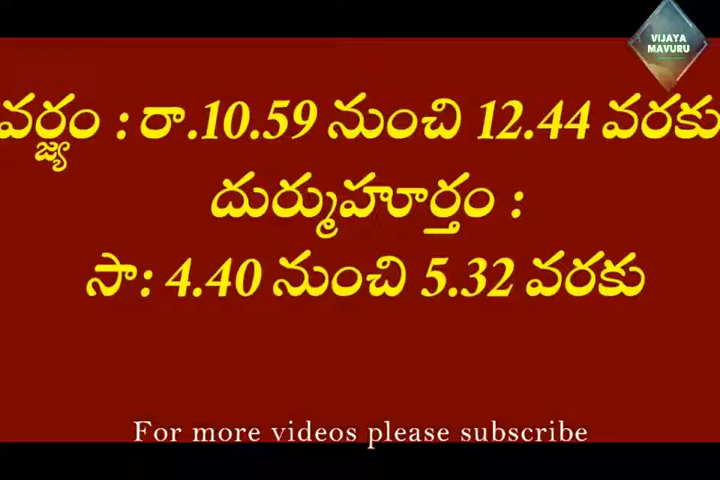 VIJAYA
MAVURU
వర్జ్యం : రా.10.59 నుంచి 12.44 వరకు
దుర్ముహూర్తం :
సా: 4.40 నుంచి 5.32 వరకు
For more videos please subscribe